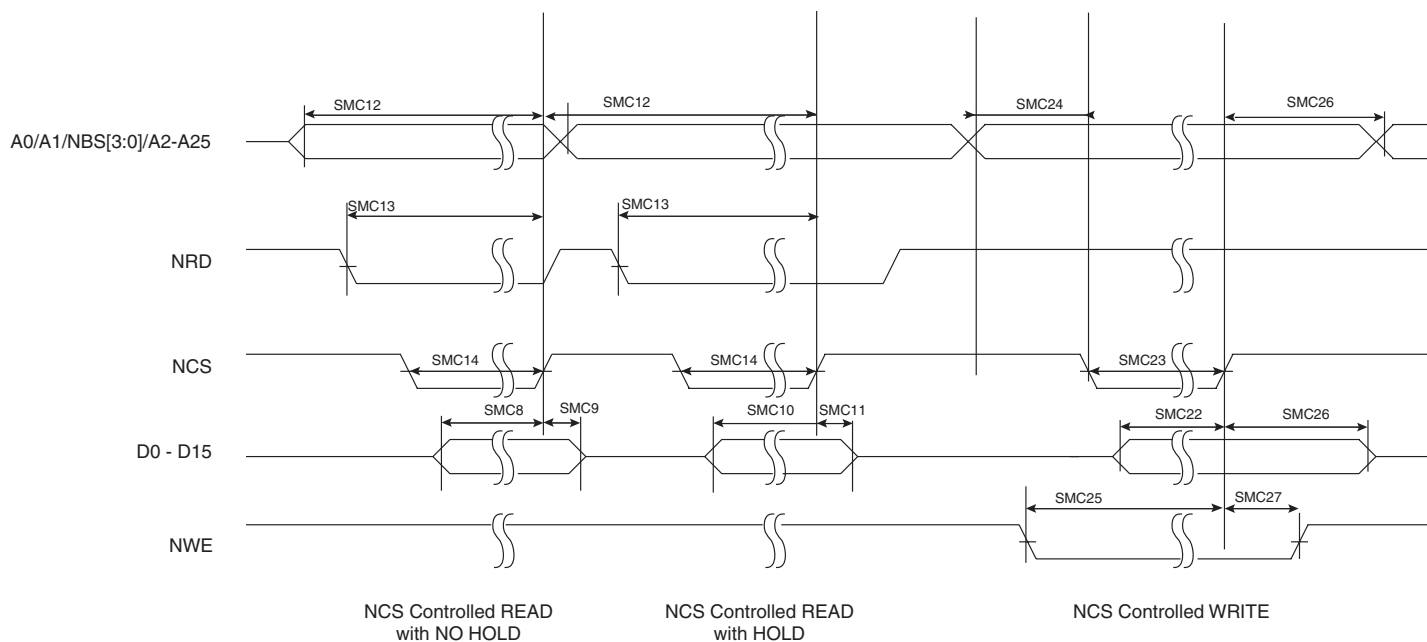 SMC12
SMC12
SMC24
SMC26
A0/A1/NBS[3:0]/A2-A25
SMC13
SMC13
NRD
NCS
SMC14
SMC14
SMC23
SMC8
SMC9
SMC10
SMC11
SMC22
SMC26
D0 - D15
SMC25
SMC27
NWE
NCS Controlled READ
with NO HOLD
NCS Controlled READ
with HOLD
NCS Controlled WRITE